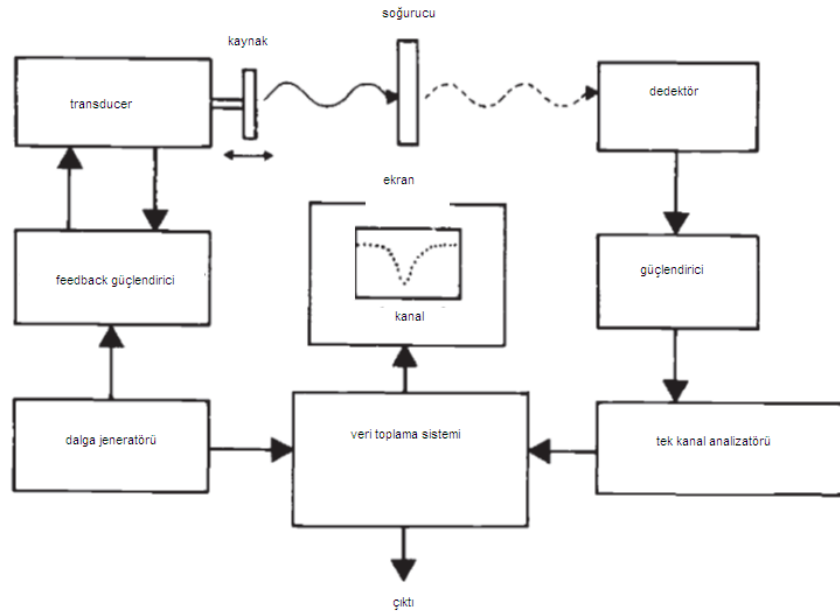 soğurucu
kaynak
transducer
dedektör
ekran
feedback güçlendirici
güçlendirici
kanal
dalga jeneratörü
veri toplama sistemi
tek kanal analizatörü
çıktı